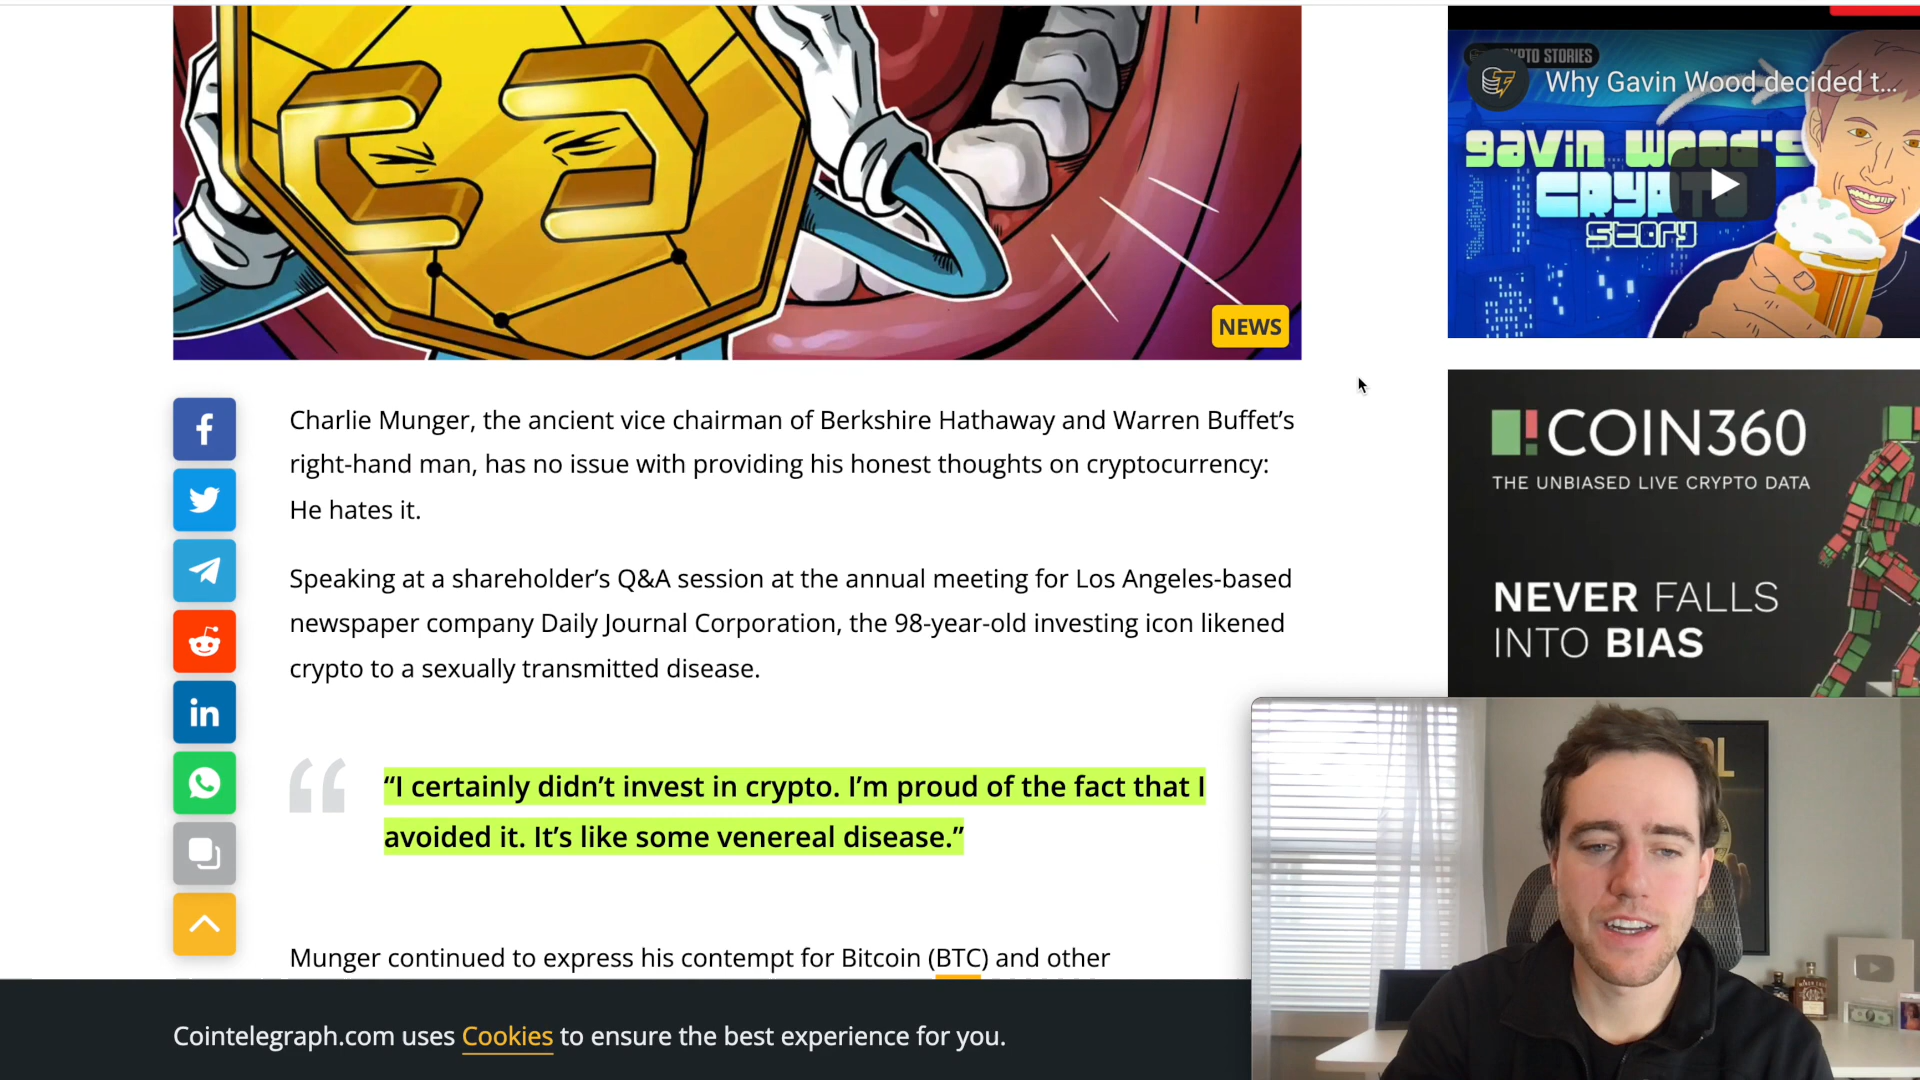 NEWS
Charlie Munger, the ancient vice chairman of Berkshire Hathaway and Warren Buffet’s
right-hand man, has no issue with providing his honest thoughts on cryptocurrency:
He hates it.
Speaking at a shareholder’s Q&A session at the annual meeting for Los Angeles-based
newspaper company Daily Journal Corporation, the 98-year-old investing icon likened
crypto to a sexually transmitted disease.
“I certainly didn’t invest in crypto. I’m proud of the fact that I
avoided it. It’s like some venereal disease.”
Munger continued to express his contempt for Bitcoin (BTC) and other
Cointelegraph.com uses Cookies to ensure the best experience for you.
STORIES
Why Gavin Wood decided t...
gavin wood's
CRYPTO
story
COIN360
THE UNBIASED LIVE CRYPTO DATA
NEVER FALLS
INTO BIAS